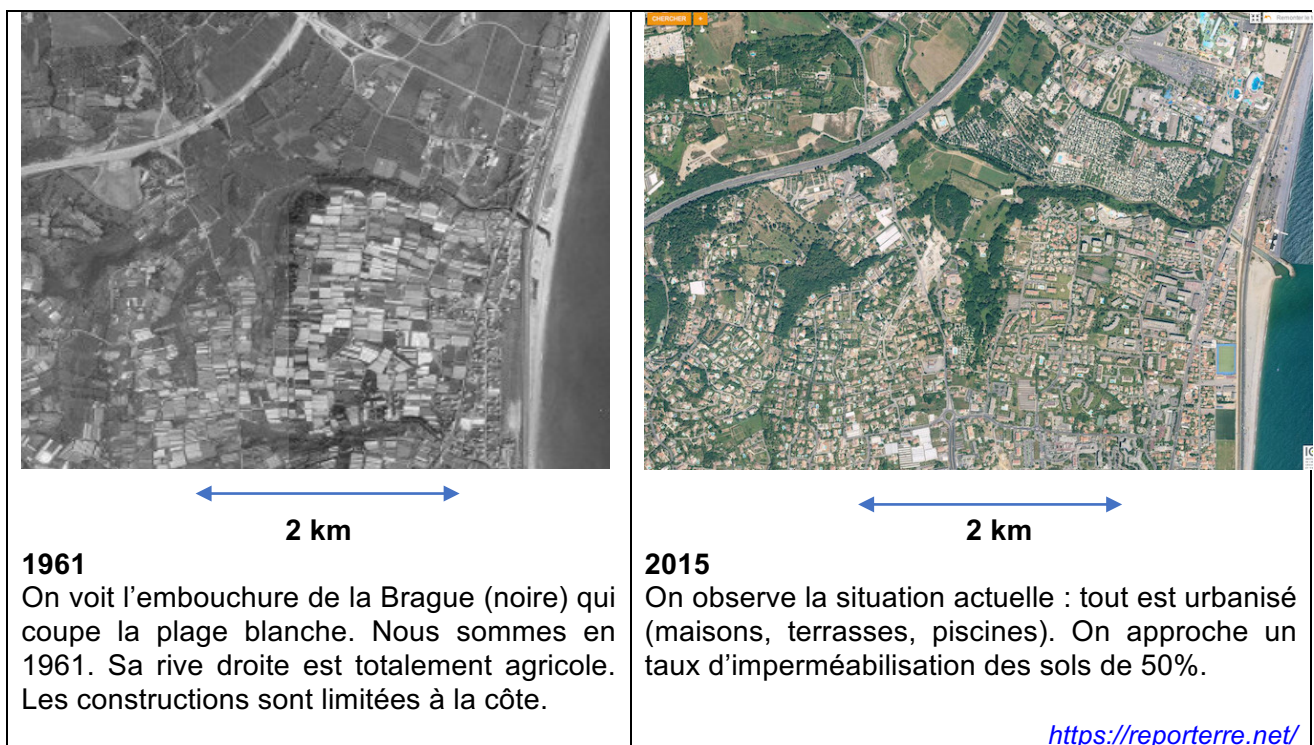 CHERCHER +
Remonter le t
IG
2 km
1961
On voit l’embouchure de la Brague (noire) qui
coupe la plage blanche. Nous sommes en
1961. Sa rive droite est totalement agricole.
Les constructions sont limitées à la côte.
2 km
2015
On observe la situation actuelle : tout est urbanisé
(maisons, terrasses, piscines). On approche un
taux d’imperméabilisation des sols de 50%.
https://reporterre.net/